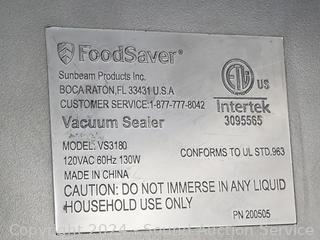 FoodSaver®
Sunbeam Products Inc.
BOCA RATON, FL 33431 U.S.A
CUSTOMER SERVICE:1-877-777-8042
Vacuum Sealer
ETL US
Intertek
3095565
MODEL: VS3180
120VAC 60Hz 130W
CONFORMS TO UL STD.963
MADE IN CHINA
CAUTION: DO NOT IMMERSE IN ANY LIQUID
HOUSEHOLD USE ONLY
PN 200505